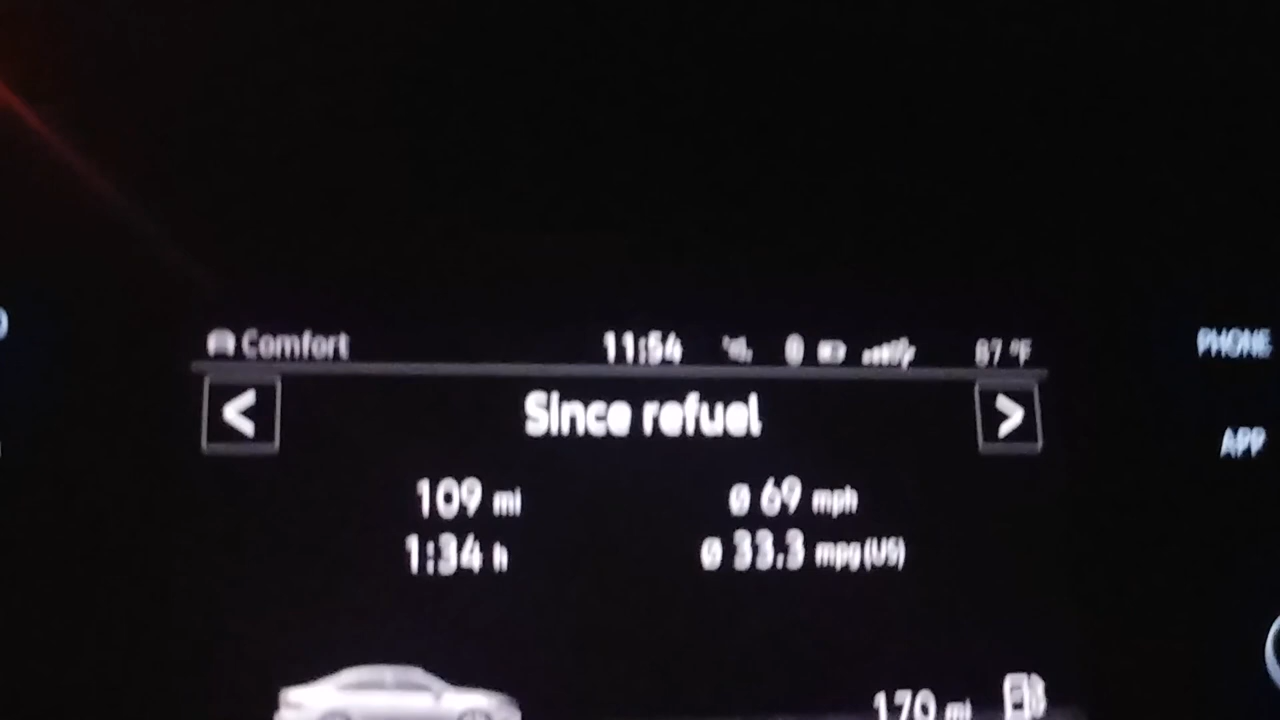 Comfort 11:54 0 87 °F
PHONE
< Since refuel >
APP
109 mi Ø 69 mph
1:34 h Ø 33.3 mpg(US)
170 mi